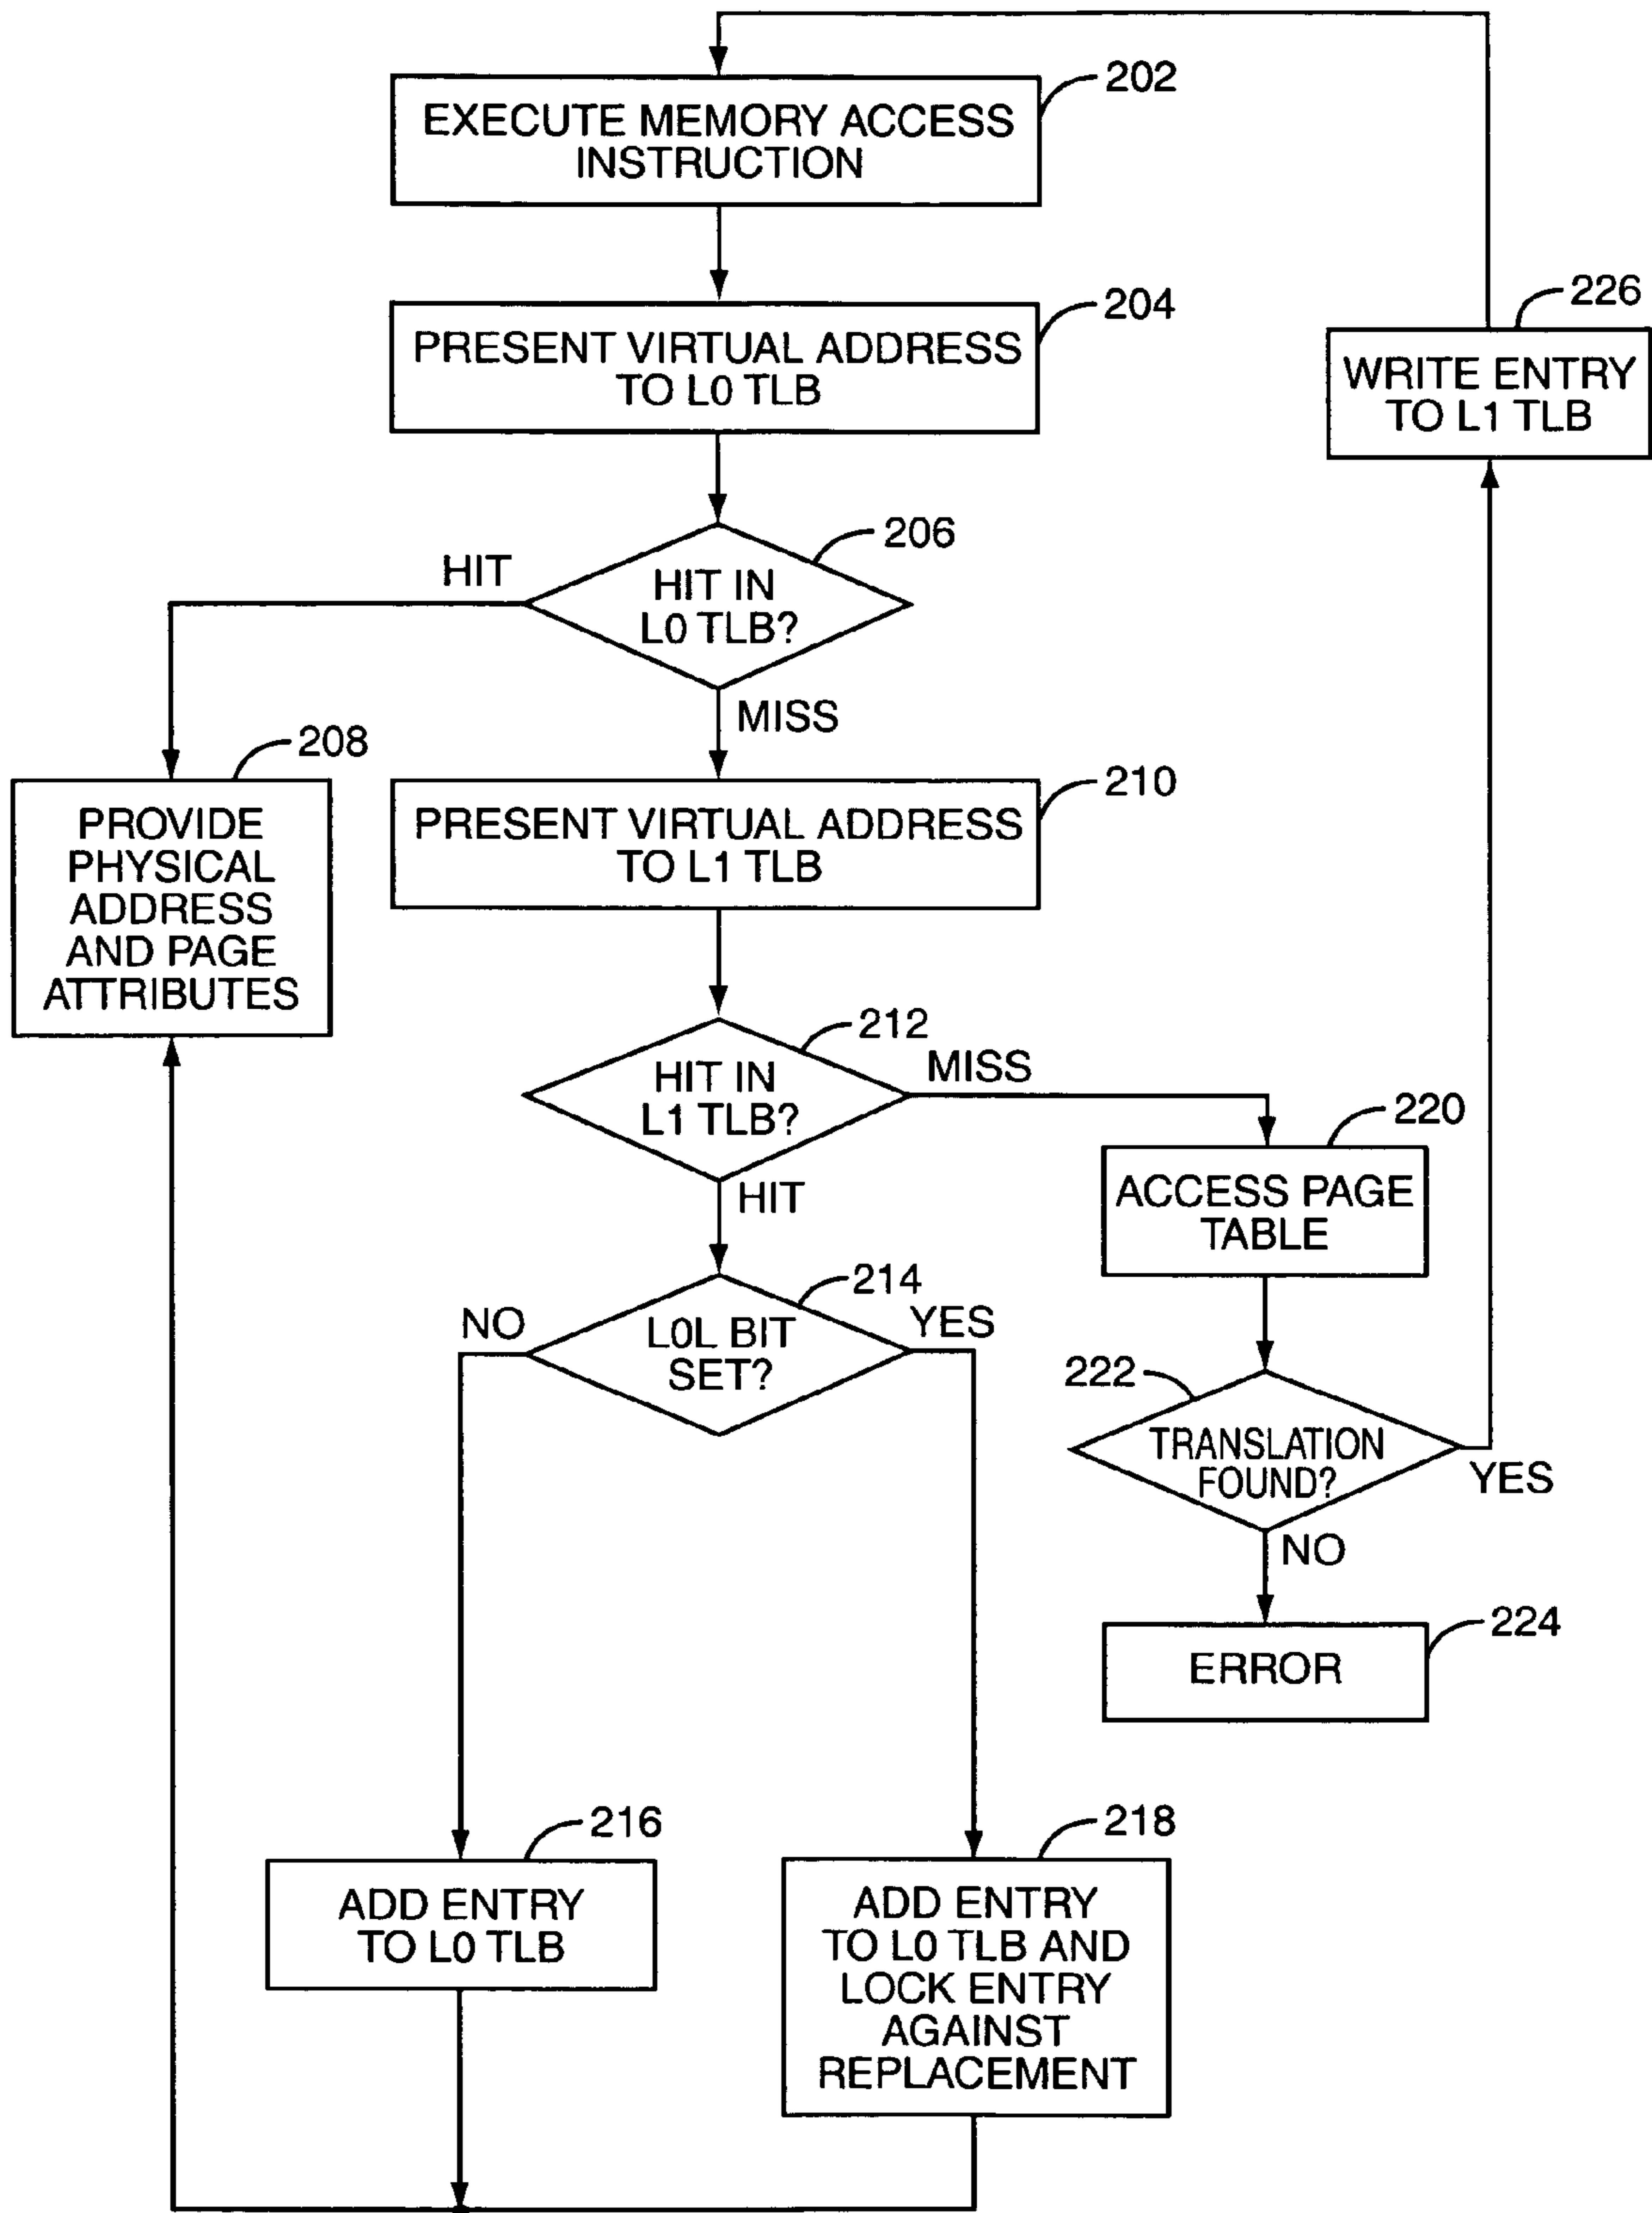 202
EXECUTE MEMORY ACCESS
INSTRUCTION
204
PRESENT VIRTUAL ADDRESS
TO L0 TLB
226
WRITE ENTRY
TO L1 TLB
206
HIT
HIT IN
L0 TLB?
MISS
208
PROVIDE
PHYSICAL
ADDRESS
AND PAGE
ATTRIBUTES
210
PRESENT VIRTUAL ADDRESS
TO L1 TLB
212
HIT IN
L1 TLB?
MISS
HIT
220
ACCESS PAGE
TABLE
214
NO
L0L BIT
SET?
YES
222
TRANSLATION
FOUND?
YES
NO
224
ERROR
216
ADD ENTRY
TO L0 TLB
218
ADD ENTRY
TO L0 TLB AND
LOCK ENTRY
AGAINST
REPLACEMENT